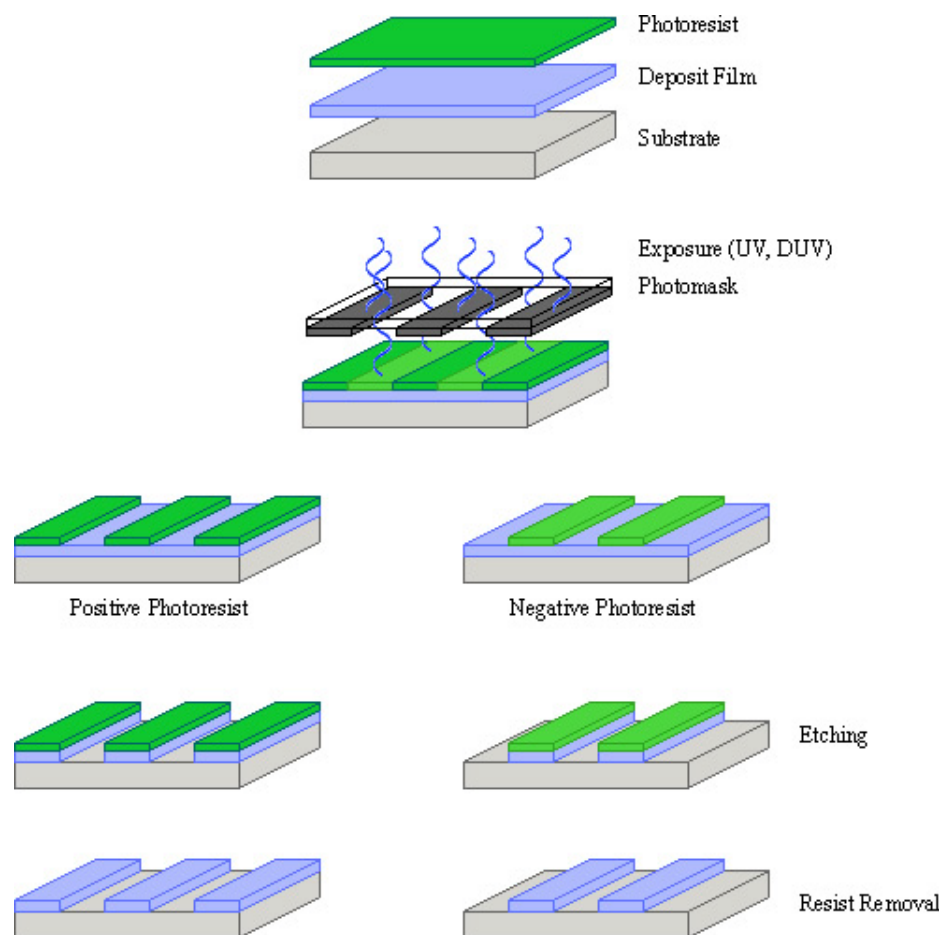 Photoresist
Deposit Film
Substrate
Exposure (UV, DUV)
Photomask
Positive Photoresist
Negative Photoresist
Etching
Resist Removal